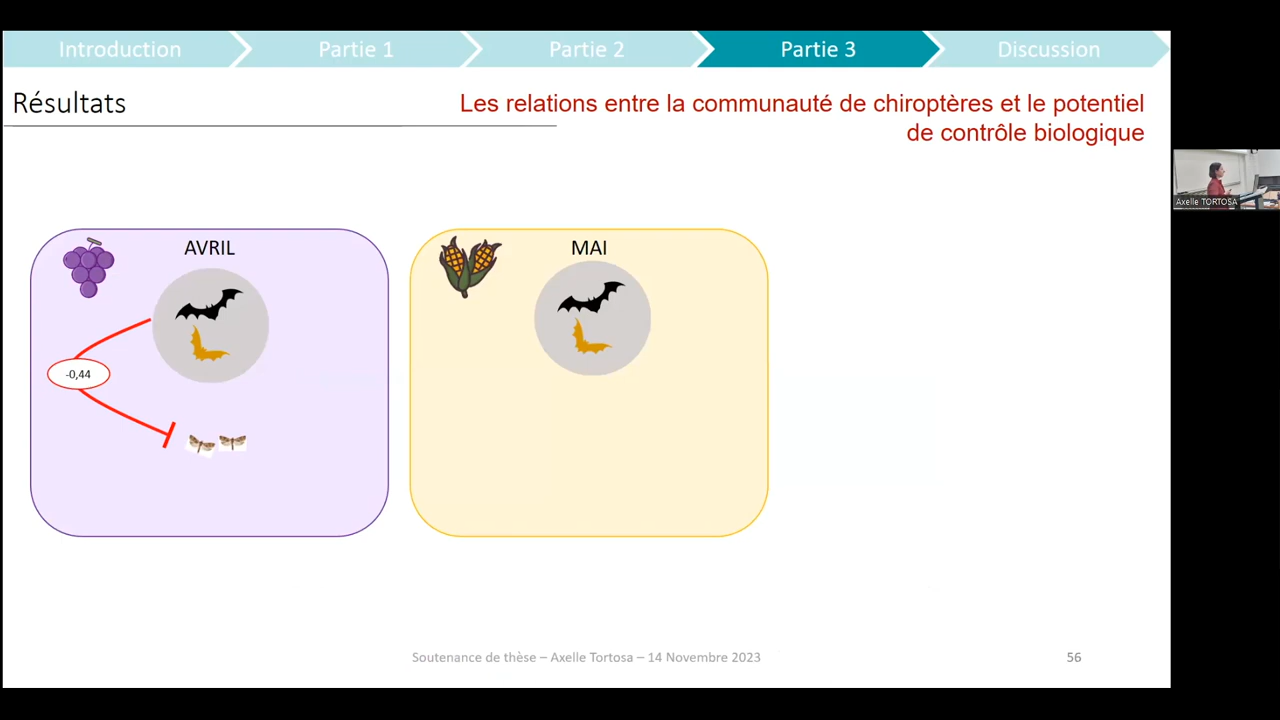 Introduction
Partie 1
Partie 2
Partie 3
Discussion
Résultats
Les relations entre la communauté de chiroptères et le potentiel
de contrôle biologique
AVRIL
MAI
-0,44
Axelle TORTOSA
Soutenance de thèse – Axelle Tortosa – 14 Novembre 2023
56